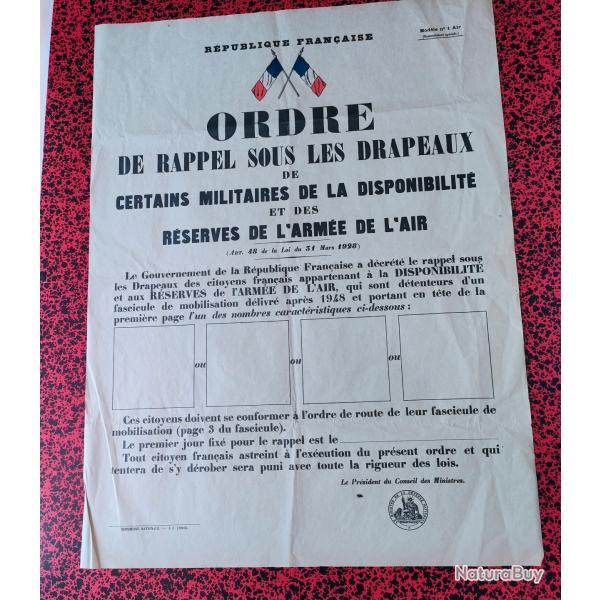 RÉPUBLIQUE FRANÇAISE
Modèle n° 1 Air
ORDRE
DE RAPPEL SOUS LES DRAPEAUX
DE
CERTAINS MILITAIRES DE LA DISPONIBILITÉ
ET DES
RÉSERVES DE L'ARMÉE DE L'AIR
(Art. 48 de la Loi du 31 Mars 1928)
Le Gouvernement de la République Française a décrété le rappel sous
les Drapeaux des citoyens français appartenant à la DISPONIBILITÉ
et aux RÉSERVES de l'ARMÉE DE L'AIR, qui sont détenteurs d'un
fascicule de mobilisation délivré après 1948 et portant en tête de la
première page l'un des nombres caractéristiques ci-dessous :
ou ou ou
Ces citoyens doivent se conformer à l'ordre de route de leur fascicule de
mobilisation (page 3 du fascicule).
Le premier jour fixé pour le rappel est le
Tout citoyen français astreint à l'exécution du présent ordre et qui
tentera de s'y dérober sera puni avec toute la rigueur des lois.
Le Président du Conseil des Ministres.
IMPRIMERIE NATIONALE. —
NaturaBuy